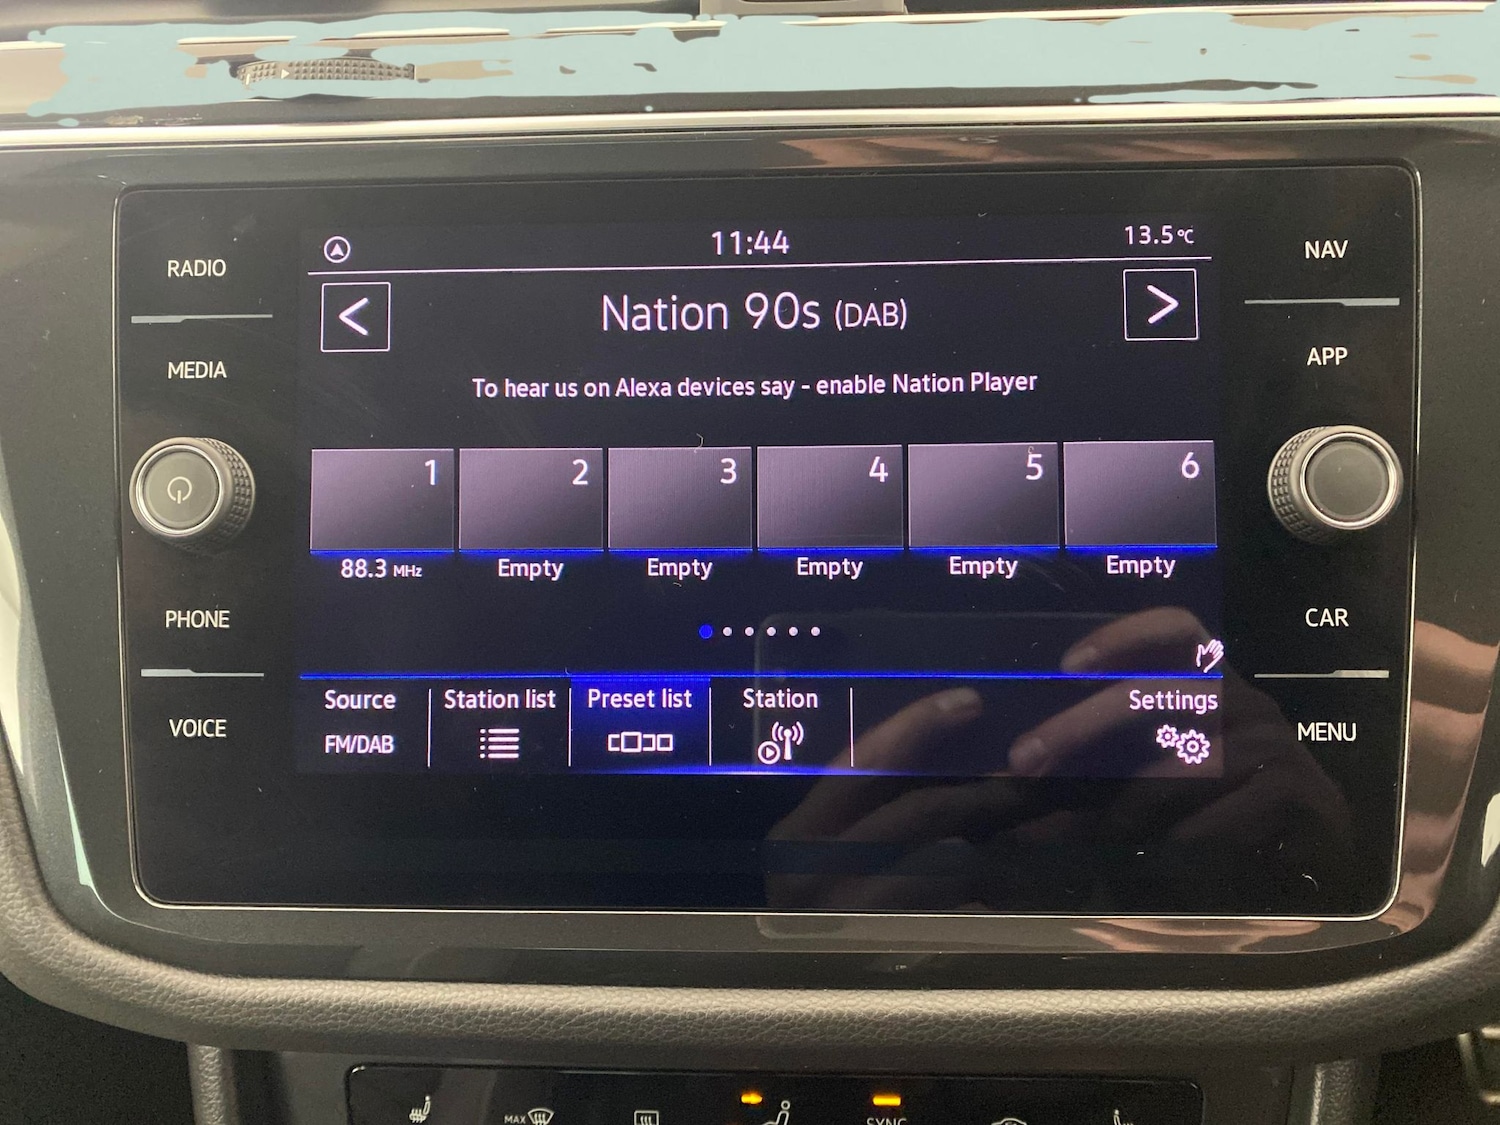 11:44
13.5°C
RADIO
MEDIA
PHONE
VOICE
Nation 90s (DAB)
To hear us on Alexa devices say - enable Nation Player
1 2 3 4 5 6
88.3 MHz Empty Empty Empty Empty Empty
Source Station list Preset list Station Settings
FM/DAB
NAV
APP
CAR
MENU
MAX
SYNC